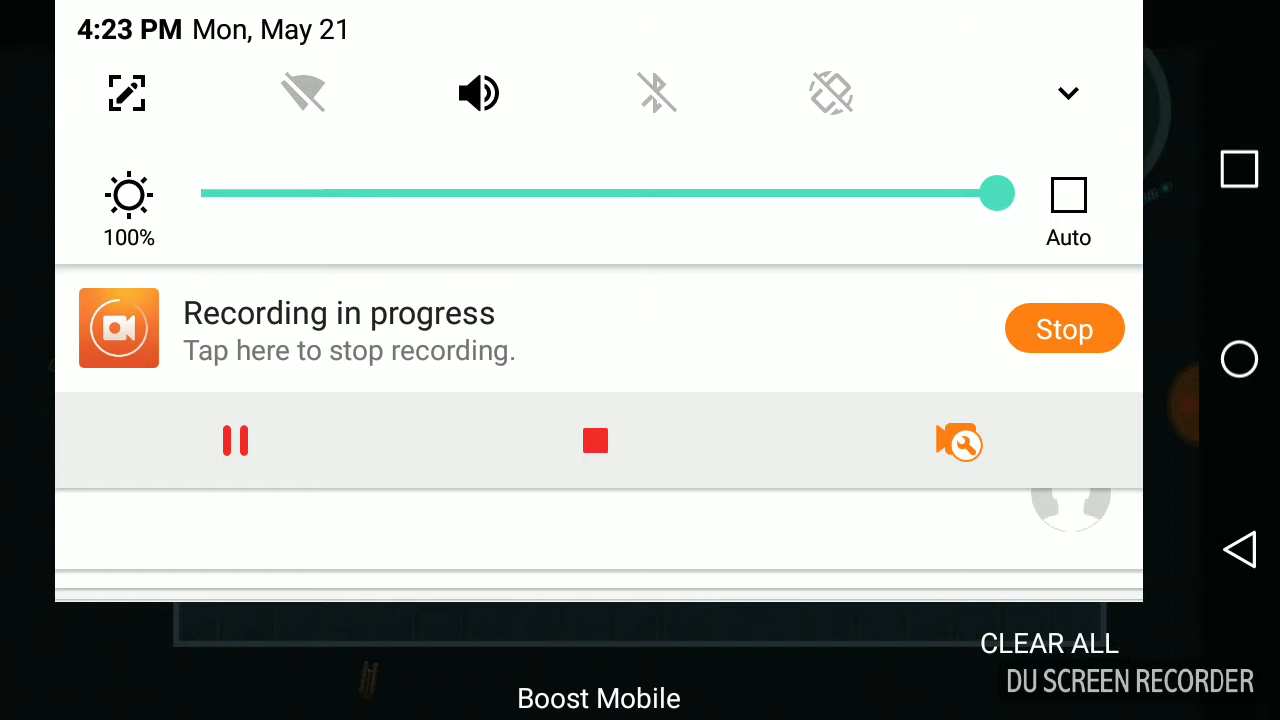 4:23 PM Mon, May 21
100%
Auto
Recording in progress
Tap here to stop recording.
Stop
CLEAR ALL
DU SCREEN RECORDER
Boost Mobile